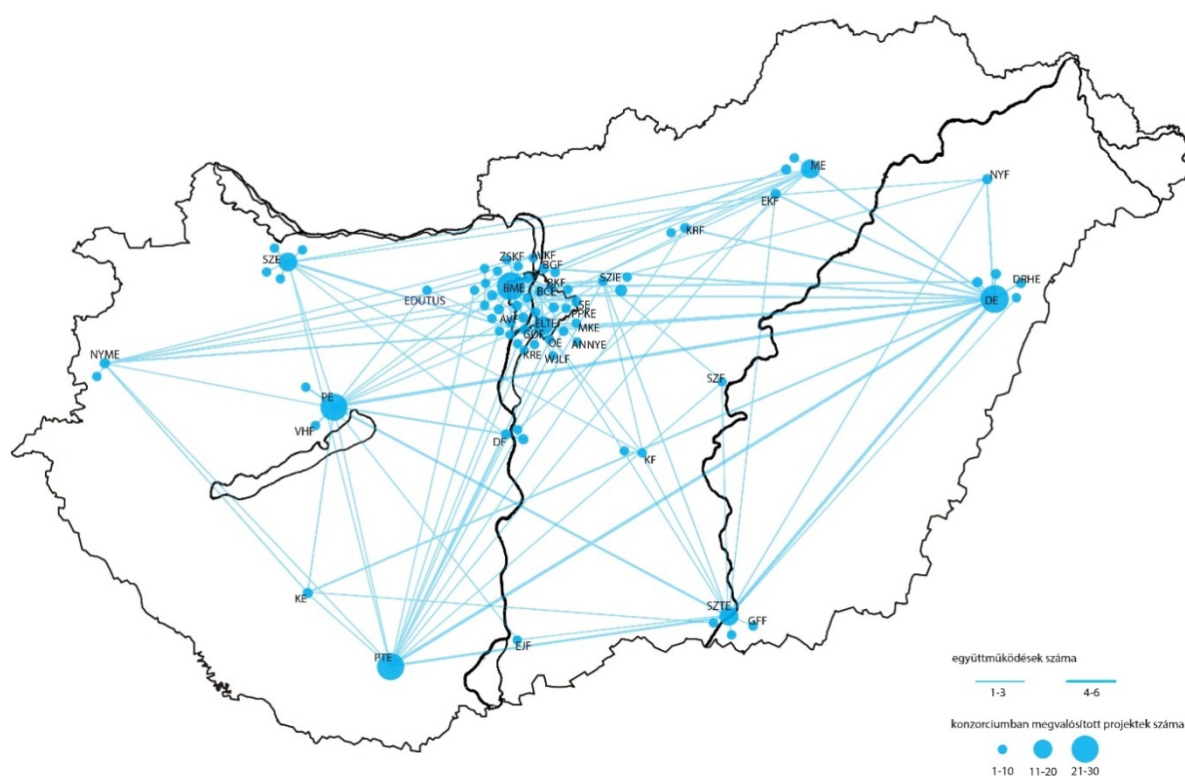 ME
NYF
EKF
KRF
SZE
ZSKF
AVKF
BGF
BME
BKF
BCE
SZIE
EDUTUS
DRHE
DE
SE
PPKE
AVF
ELTE
MKE
GDF
OE
ANNYE
KRE
WJLF
NYME
SZF
PE
VHF
DF
KF
KE
SZTE
GFF
EJF
PTE
együttműködések száma
1-3 4-6
konzorciumban megvalósított projektek száma
1-10 11-20 21-30